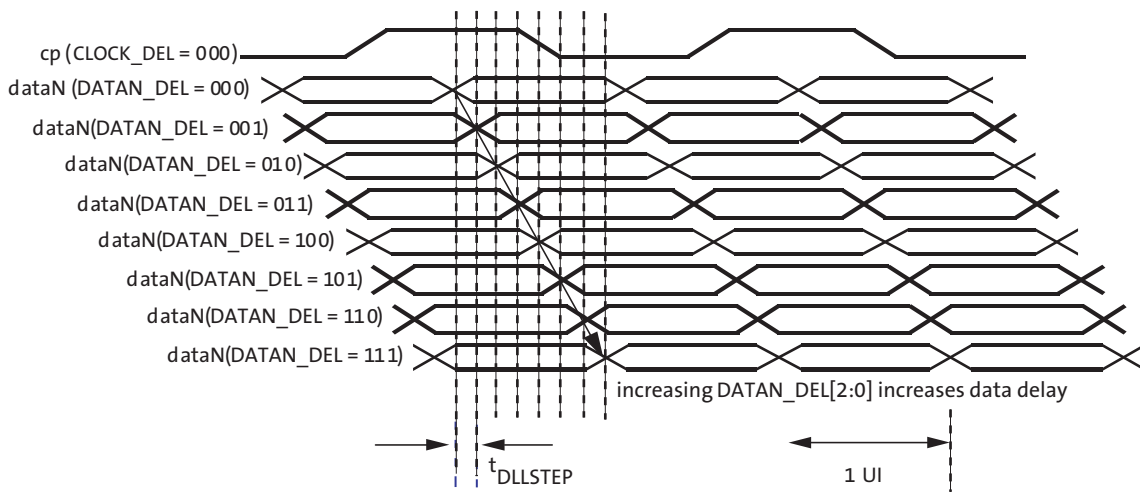 cp (CLOCK_DEL = 000)
dataN (DATAN_DEL = 000)
dataN(DATAN_DEL = 001)
dataN(DATAN_DEL = 010)
dataN(DATAN_DEL = 011)
dataN(DATAN_DEL = 100)
dataN(DATAN_DEL = 101)
dataN(DATAN_DEL = 110)
dataN(DATAN_DEL = 111)
increasing DATAN_DEL[2:0] increases data delay
tDLLSTEP
1 UI